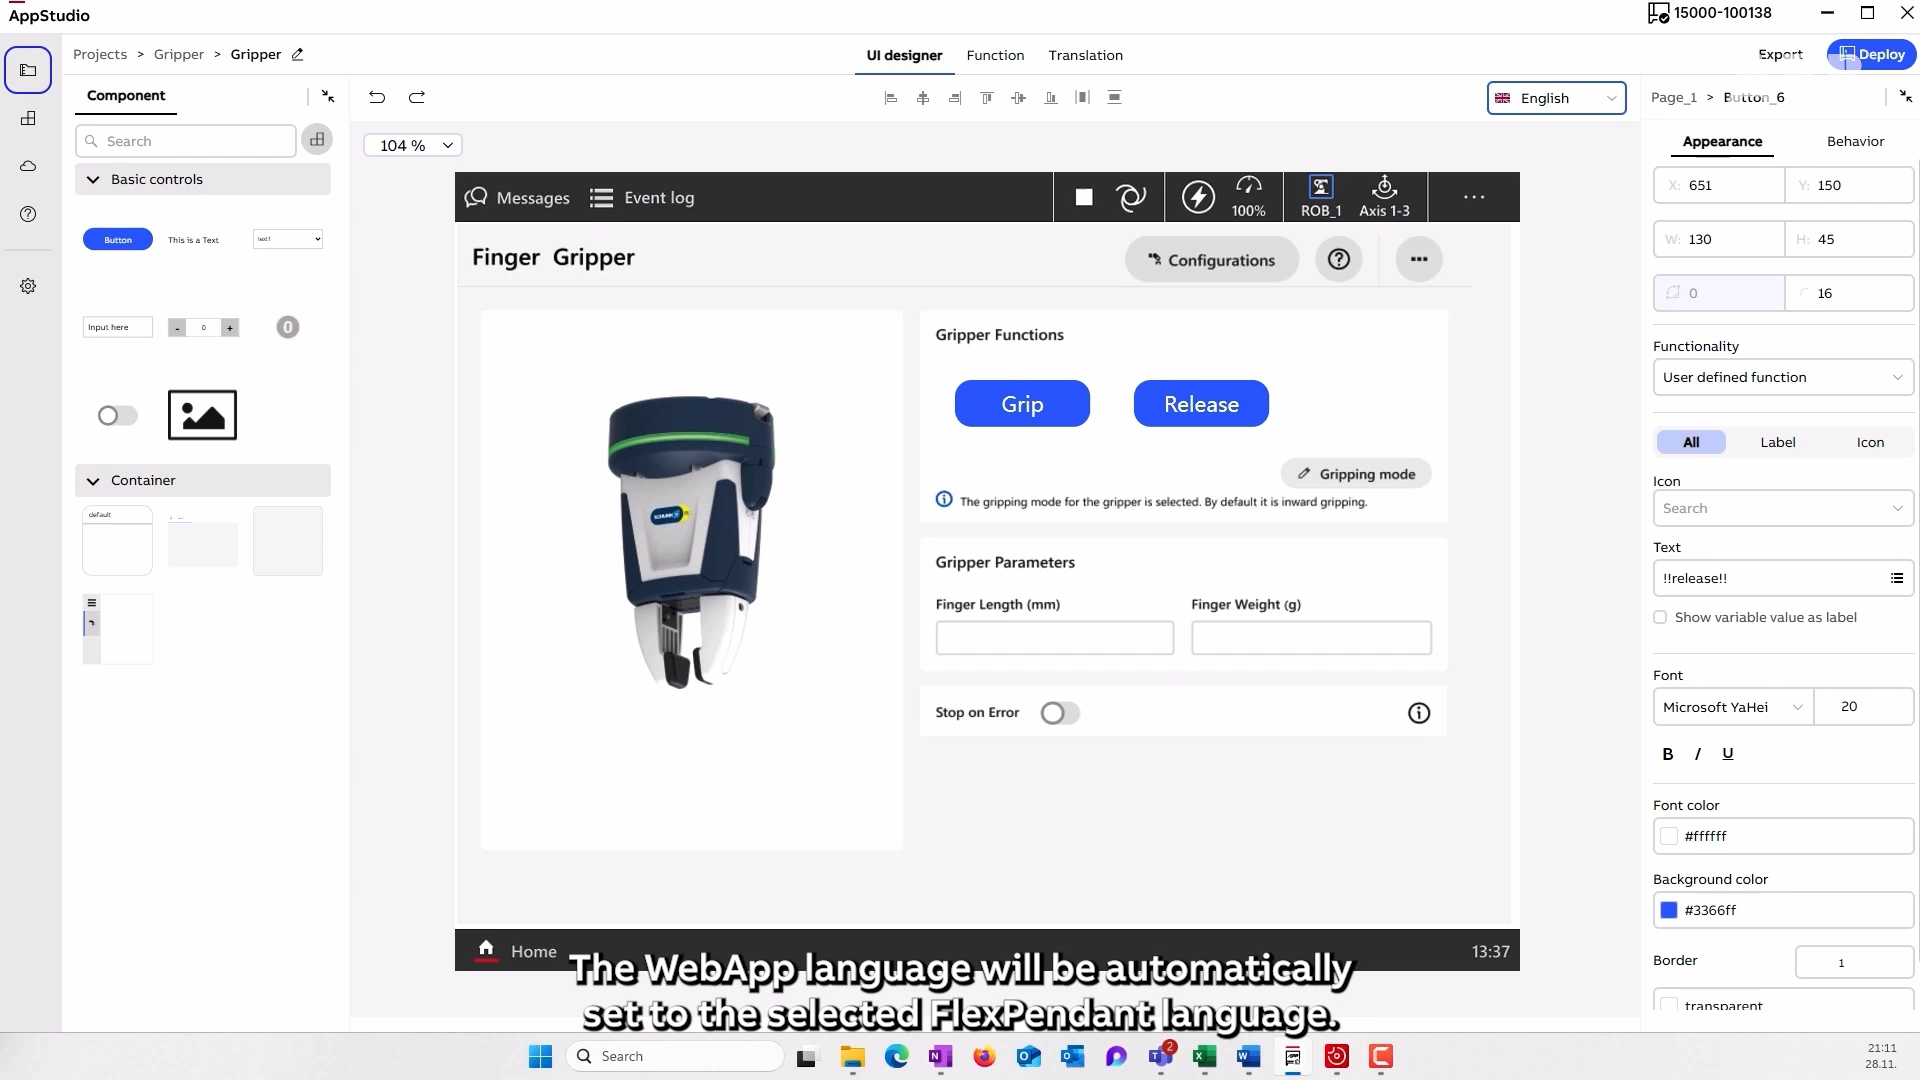 AppStudio
15000-100138
Projects > Gripper > Gripper
UI designer
Function
Translation
Export
Deploy
Component
English
Page_1 > Button_6
Search
104 %
Appearance
Behavior
Basic controls
X: 651
Y: 150
Messages
Event log
100%
ROB_1
Axis 1-3
...
Button
This is a Text
text1
W: 130
H: 45
Finger Gripper
Configurations
0
16
Input here
- 0 +
0
Gripper Functions
Functionality
User defined function
Grip
Release
All
Label
Icon
Container
Gripping mode
Icon
Search
The gripping mode for the gripper is selected. By default it is inward gripping.
default
SCHUNK
Text
!!release!!
Gripper Parameters
Finger Length (mm)
Finger Weight (g)
Show variable value as label
Font
Microsoft YaHei
20
Stop on Error
B I U
Font color
#ffffff
Background color
#3366ff
Home
13:37
Border
1
transparent
The WebApp language will be automatically
set to the selected FlexPendant language.
Search
2
21:11
28.11.